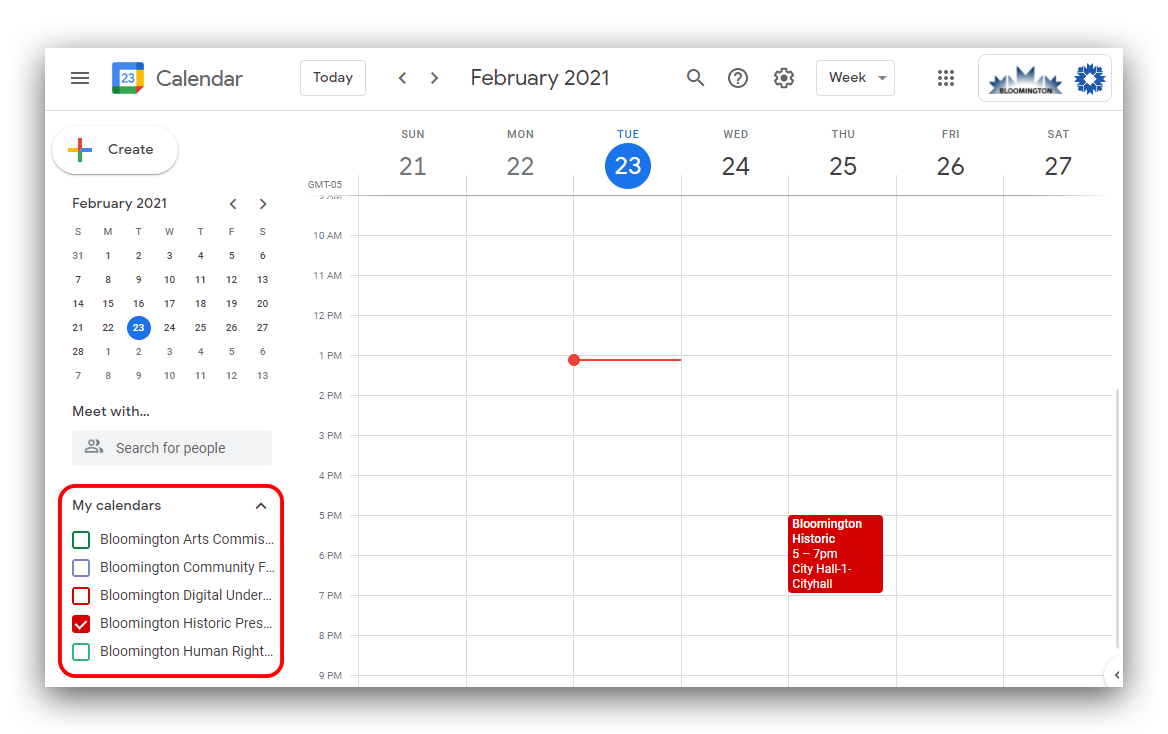 23 Calendar Today February 2021 Week BLOOMINGTON
Create
SUN MON TUE WED THU FRI SAT
21 22 23 24 25 26 27
GMT-05
February 2021
S M T W T F S
31 1 2 3 4 5 6
7 8 9 10 11 12 13
14 15 16 17 18 19 20
21 22 23 24 25 26 27
28 1 2 3 4 5 6
7 8 9 10 11 12 13
Meet with...
Search for people
My calendars
Bloomington Arts Commis...
Bloomington Community F...
Bloomington Digital Under...
Bloomington Historic Pres...
Bloomington Human Right...
9 AM
10 AM
11 AM
12 PM
1 PM
2 PM
3 PM
4 PM
5 PM
6 PM
7 PM
8 PM
9 PM
Bloomington
Historic
5 – 7pm
City Hall-1-
Cityhall